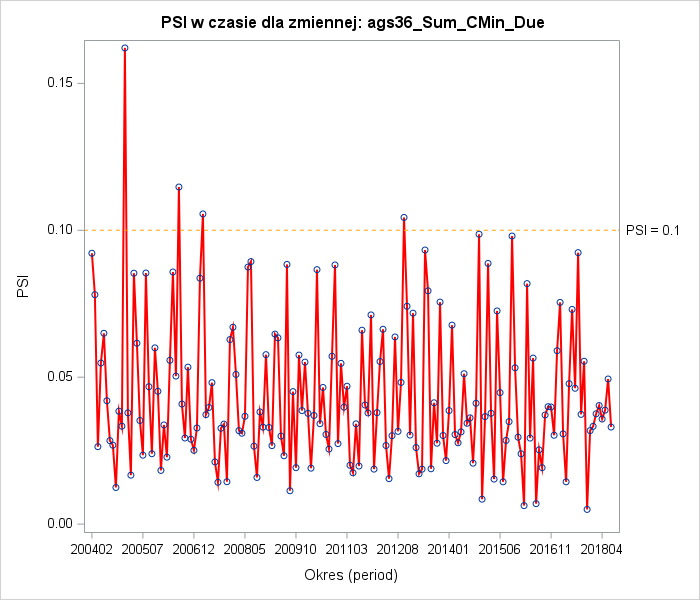 PSI w czasie dla zmiennej: ags36_Sum_CMin_Due
0.15
0.10
0.05
0.00
PSI
PSI = 0.1
200402 200507 200612 200805 200910 201103 201208 201401 201506 201611 201804
Okres (period)